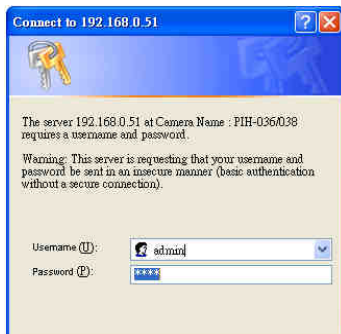 Connect to 192.168.0.51
The server 192.168.0.51 at Camera Name : PIH-036/038
requires a username and password.
Warning: This server is requesting that your username and
password be sent in an insecure manner (basic authentication
without a secure connection).
Username (U):
admin
Password (P):
****